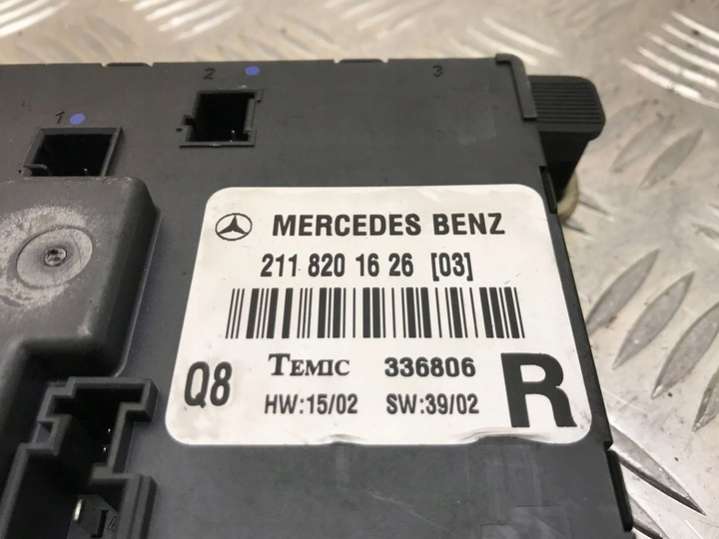 2
3
1
MERCEDES BENZ
211 820 16 26 [03]
Q8 TEMIC 336806
HW:15/02 SW:39/02 R